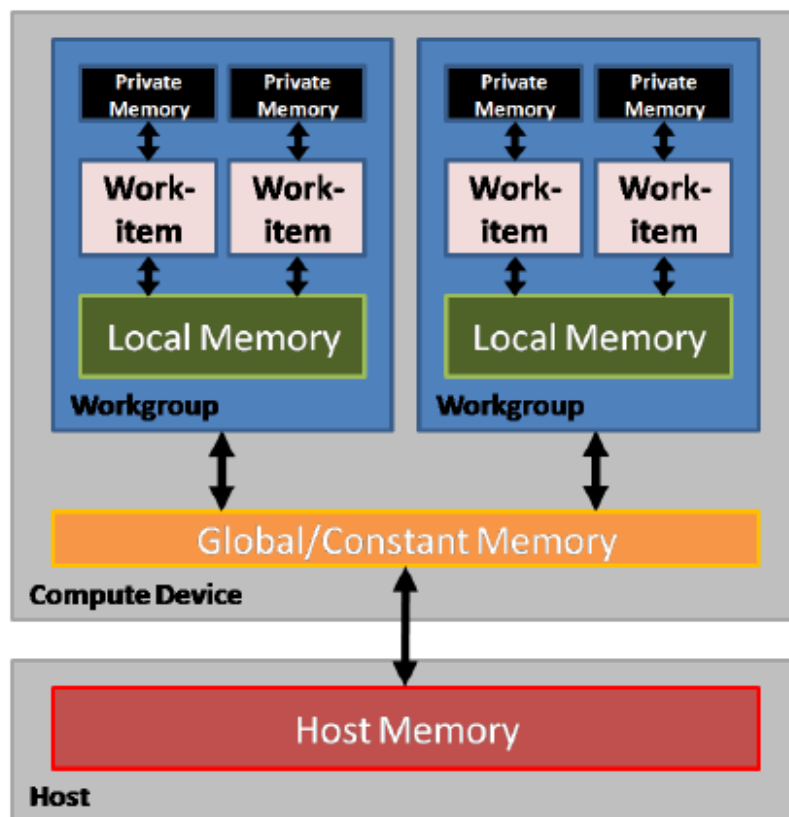 Private Memory
Private Memory
Private Memory
Private Memory
Work-item
Work-item
Work-item
Work-item
Local Memory
Local Memory
Workgroup
Workgroup
Global/Constant Memory
Compute Device
Host Memory
Host